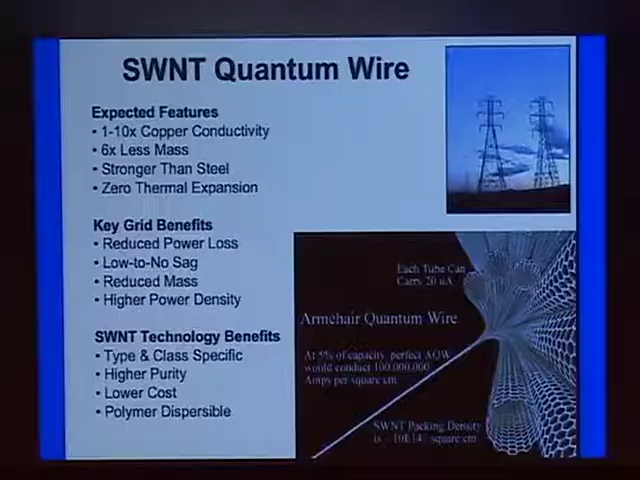 SWNT Quantum Wire
Expected Features
• 1-10x Copper Conductivity
• 6x Less Mass
• Stronger Than Steel
• Zero Thermal Expansion
Key Grid Benefits
• Reduced Power Loss
• Low-to-No Sag
• Reduced Mass
• Higher Power Density
SWNT Technology Benefits
• Type & Class Specific
• Higher Purity
• Lower Cost
• Polymer Dispersible
Each Tube Can
Carry 20 uA
Armchair Quantum Wire
At 5% of capacity, perfect AQW
would conduct 100,000,000
Amps per square cm
SWNT Packing Density
is ~10E14 / square cm